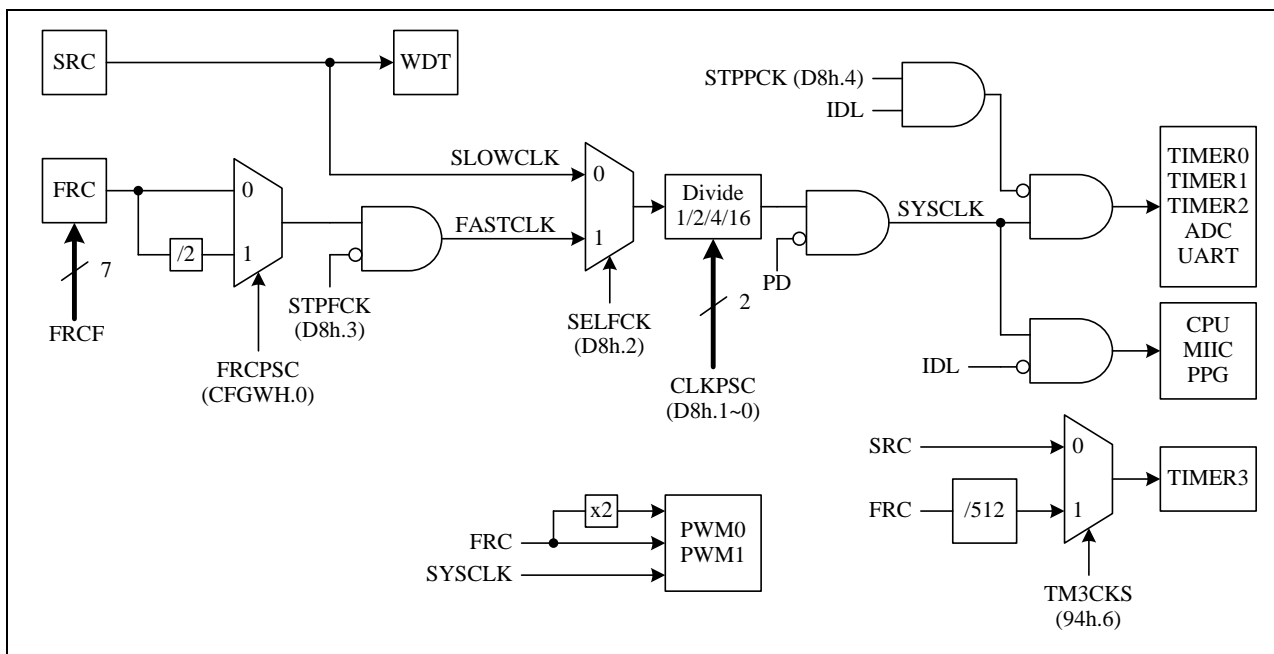 SRC
WDT
STPPCK (D8h.4)
IDL
SLOWCLK
FRC
0
1
/2
7
FRCF
FRCPSC
(CFGWH.0)
STPFCK
(D8h.3)
FASTCLK
0
1
SELFCK
(D8h.2)
Divide
1/2/4/16
2
CLKPSC
(D8h.1~0)
PD
SYSCLK
TIMER0
TIMER1
TIMER2
ADC
UART
IDL
CPU
MIIC
PPG
SRC
FRC
/512
0
1
TIMER3
TM3CKS
(94h.6)
x2
FRC
SYSCLK
PWM0
PWM1